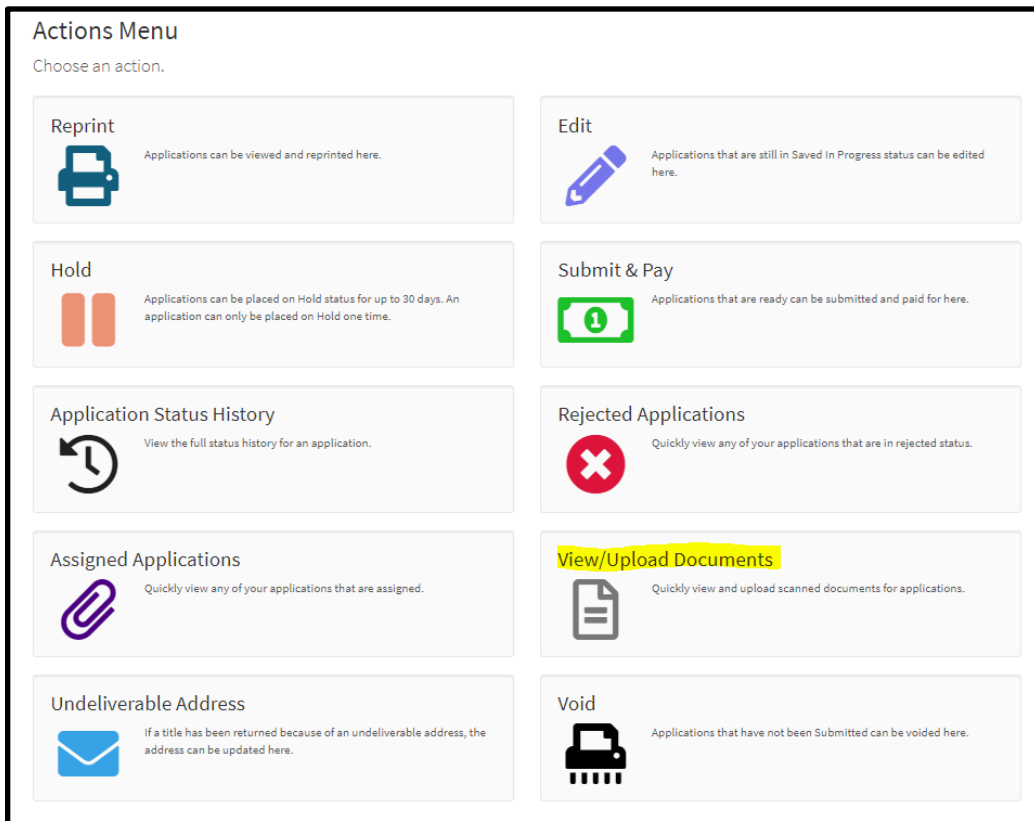 Actions Menu
Choose an action.
Reprint
Applications can be viewed and reprinted here.
Edit
Applications that are still in Saved In Progress status can be edited
here.
Hold
Applications can be placed on Hold status for up to 30 days. An
application can only be placed on Hold one time.
Submit & Pay
1
Applications that are ready can be submitted and paid for here.
Application Status History
View the full status history for an application.
Rejected Applications
Quickly view any of your applications that are in rejected status.
Assigned Applications
Quickly view any of your applications that are assigned.
View/Upload Documents
Quickly view and upload scanned documents for applications.
Undeliverable Address
If a title has been returned because of an undeliverable address, the
address can be updated here.
Void
Applications that have not been Submitted can be voided here.